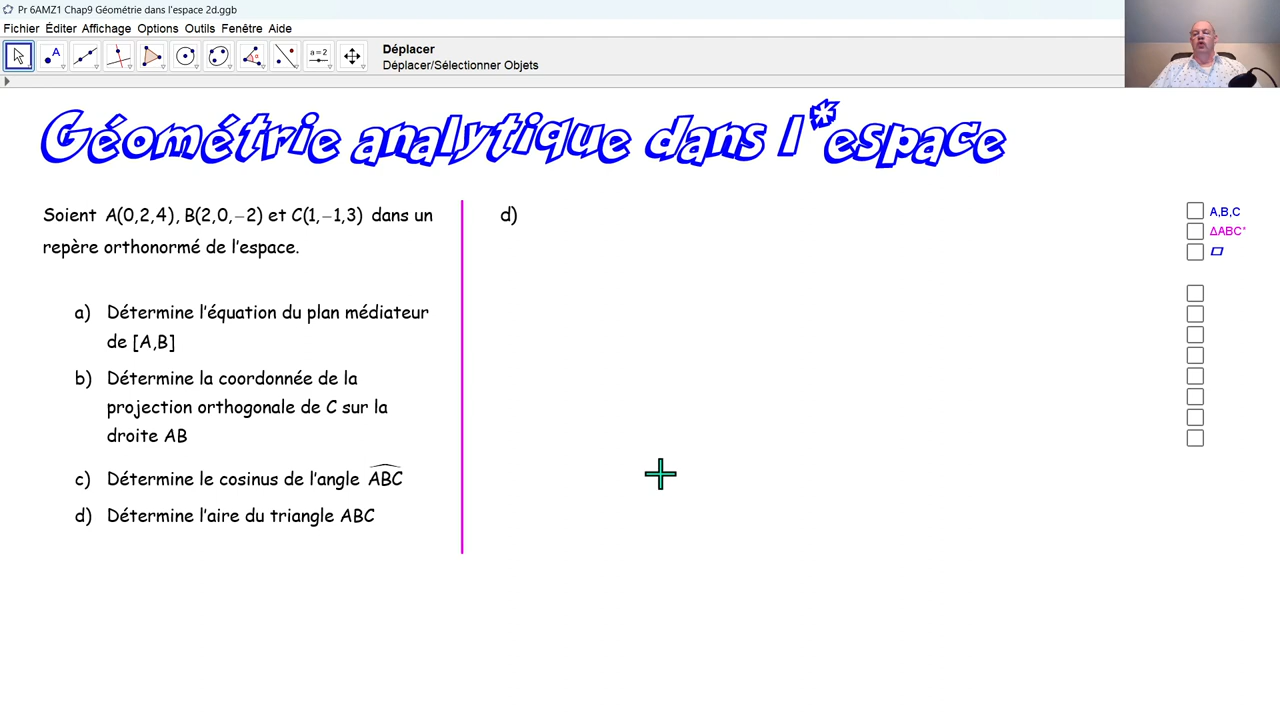 Pr 6AMZ1 Chap9 Géométrie dans l'espace 2d.ggb
Fichier Éditer Affichage Options Outils Fenêtre Aide
A
a=2
Déplacer
Déplacer/Sélectionner Objets
Géométrie analytique dans l'espace
Soient A(0,2,4), B(2,0,−2) et C(1,−1,3) dans un
repère orthonormé de l'espace.
a) Détermine l'équation du plan médiateur
de [A,B]
b) Détermine la coordonnée de la
projection orthogonale de C sur la
droite AB
c) Détermine le cosinus de l'angle ABC
d) Détermine l'aire du triangle ABC
d)
A,B,C
ΔABC*